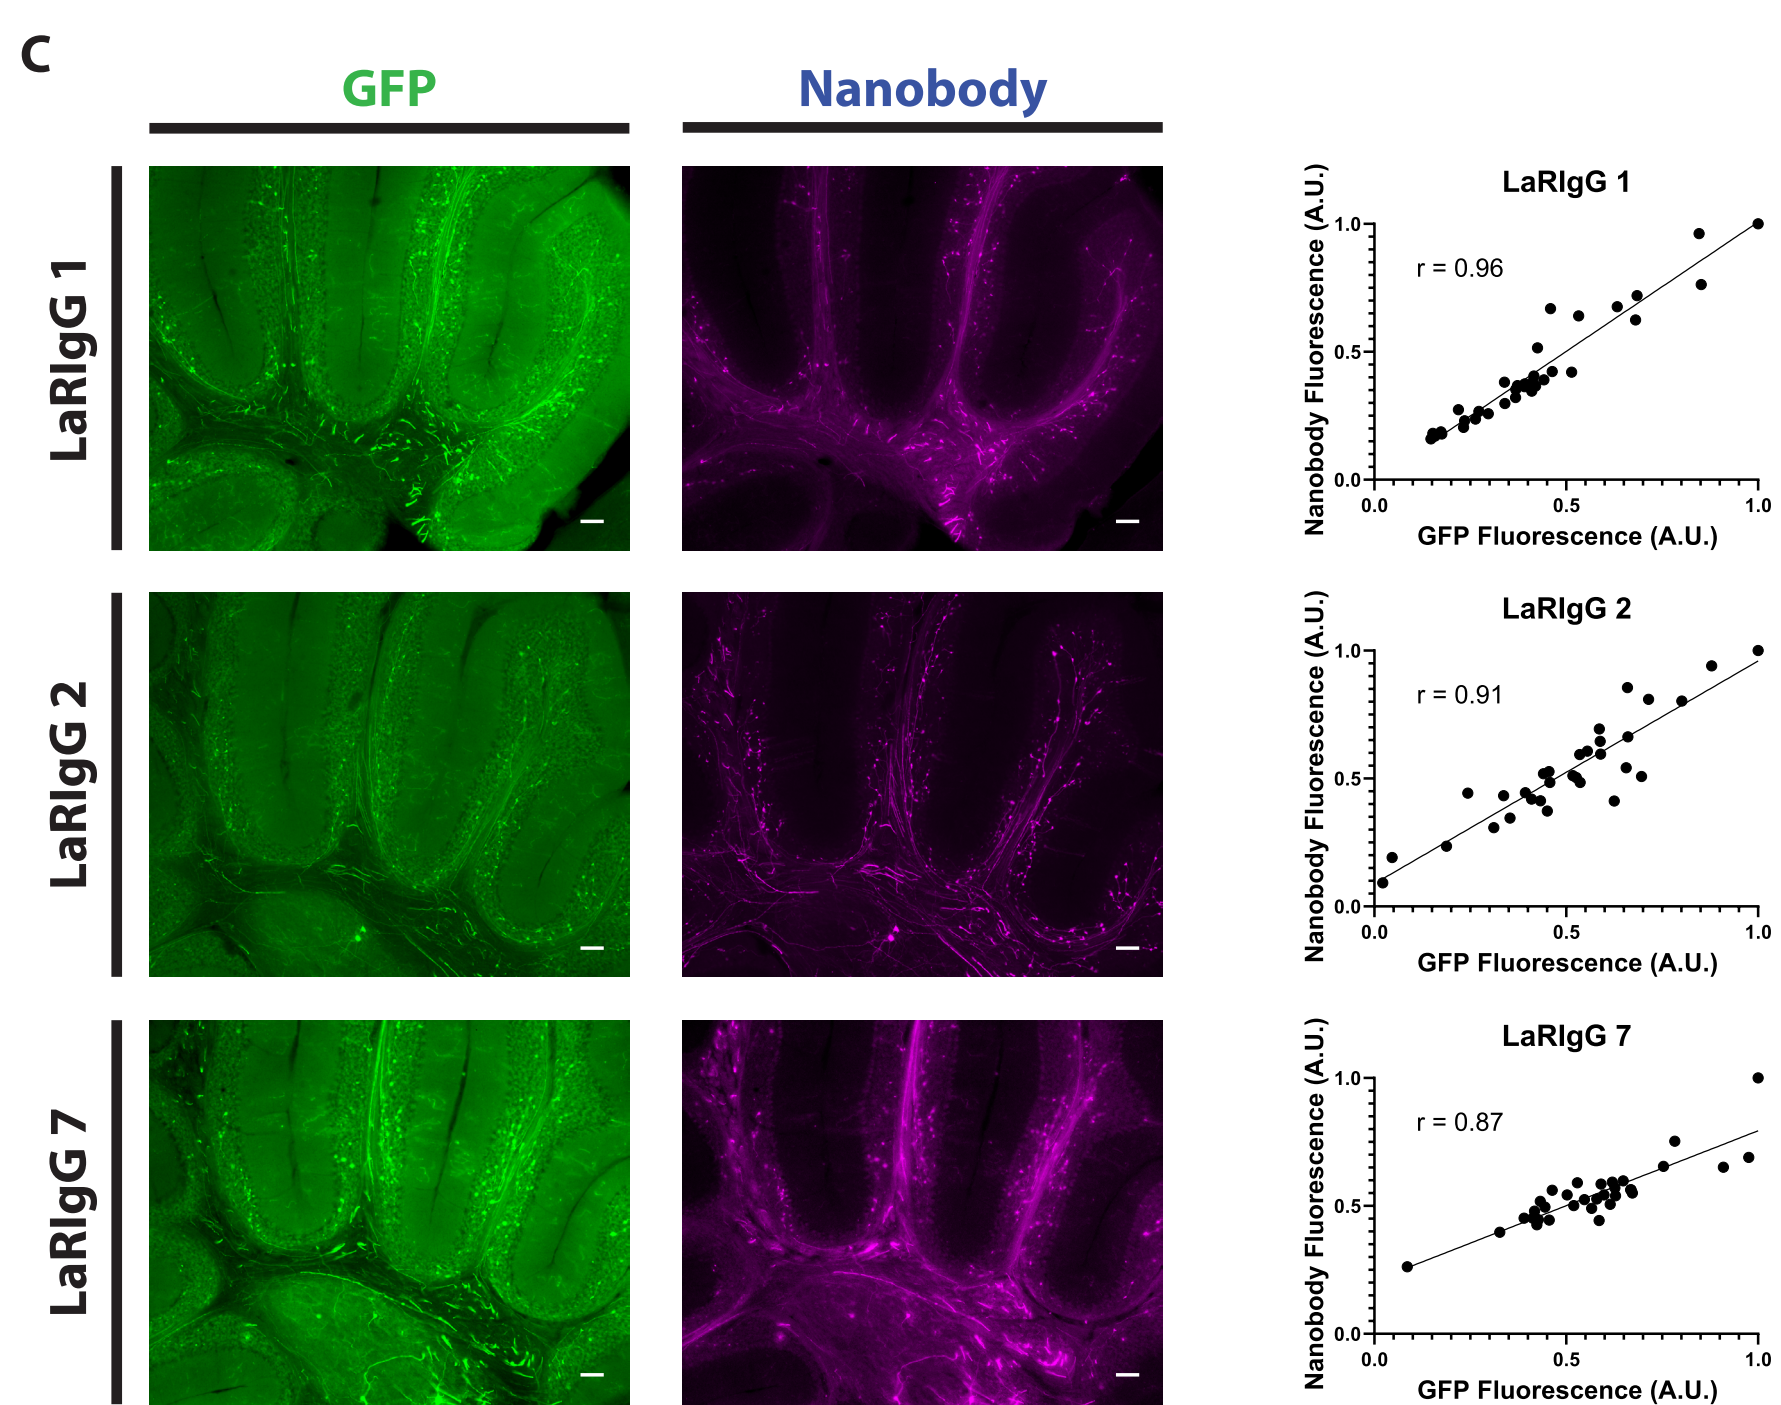 C
GFP
Nanobody
LaRIgG 1
LaRIgG 1
Nanobody Fluorescence (A.U.)
1.0
r = 0.96
0.5
0.0
0.0 0.5 1.0
GFP Fluorescence (A.U.)
LaRIgG 2
LaRIgG 2
Nanobody Fluorescence (A.U.)
1.0
r = 0.91
0.5
0.0
0.0 0.5 1.0
GFP Fluorescence (A.U.)
LaRIgG 7
LaRIgG 7
Nanobody Fluorescence (A.U.)
1.0
r = 0.87
0.5
0.0
0.0 0.5 1.0
GFP Fluorescence (A.U.)